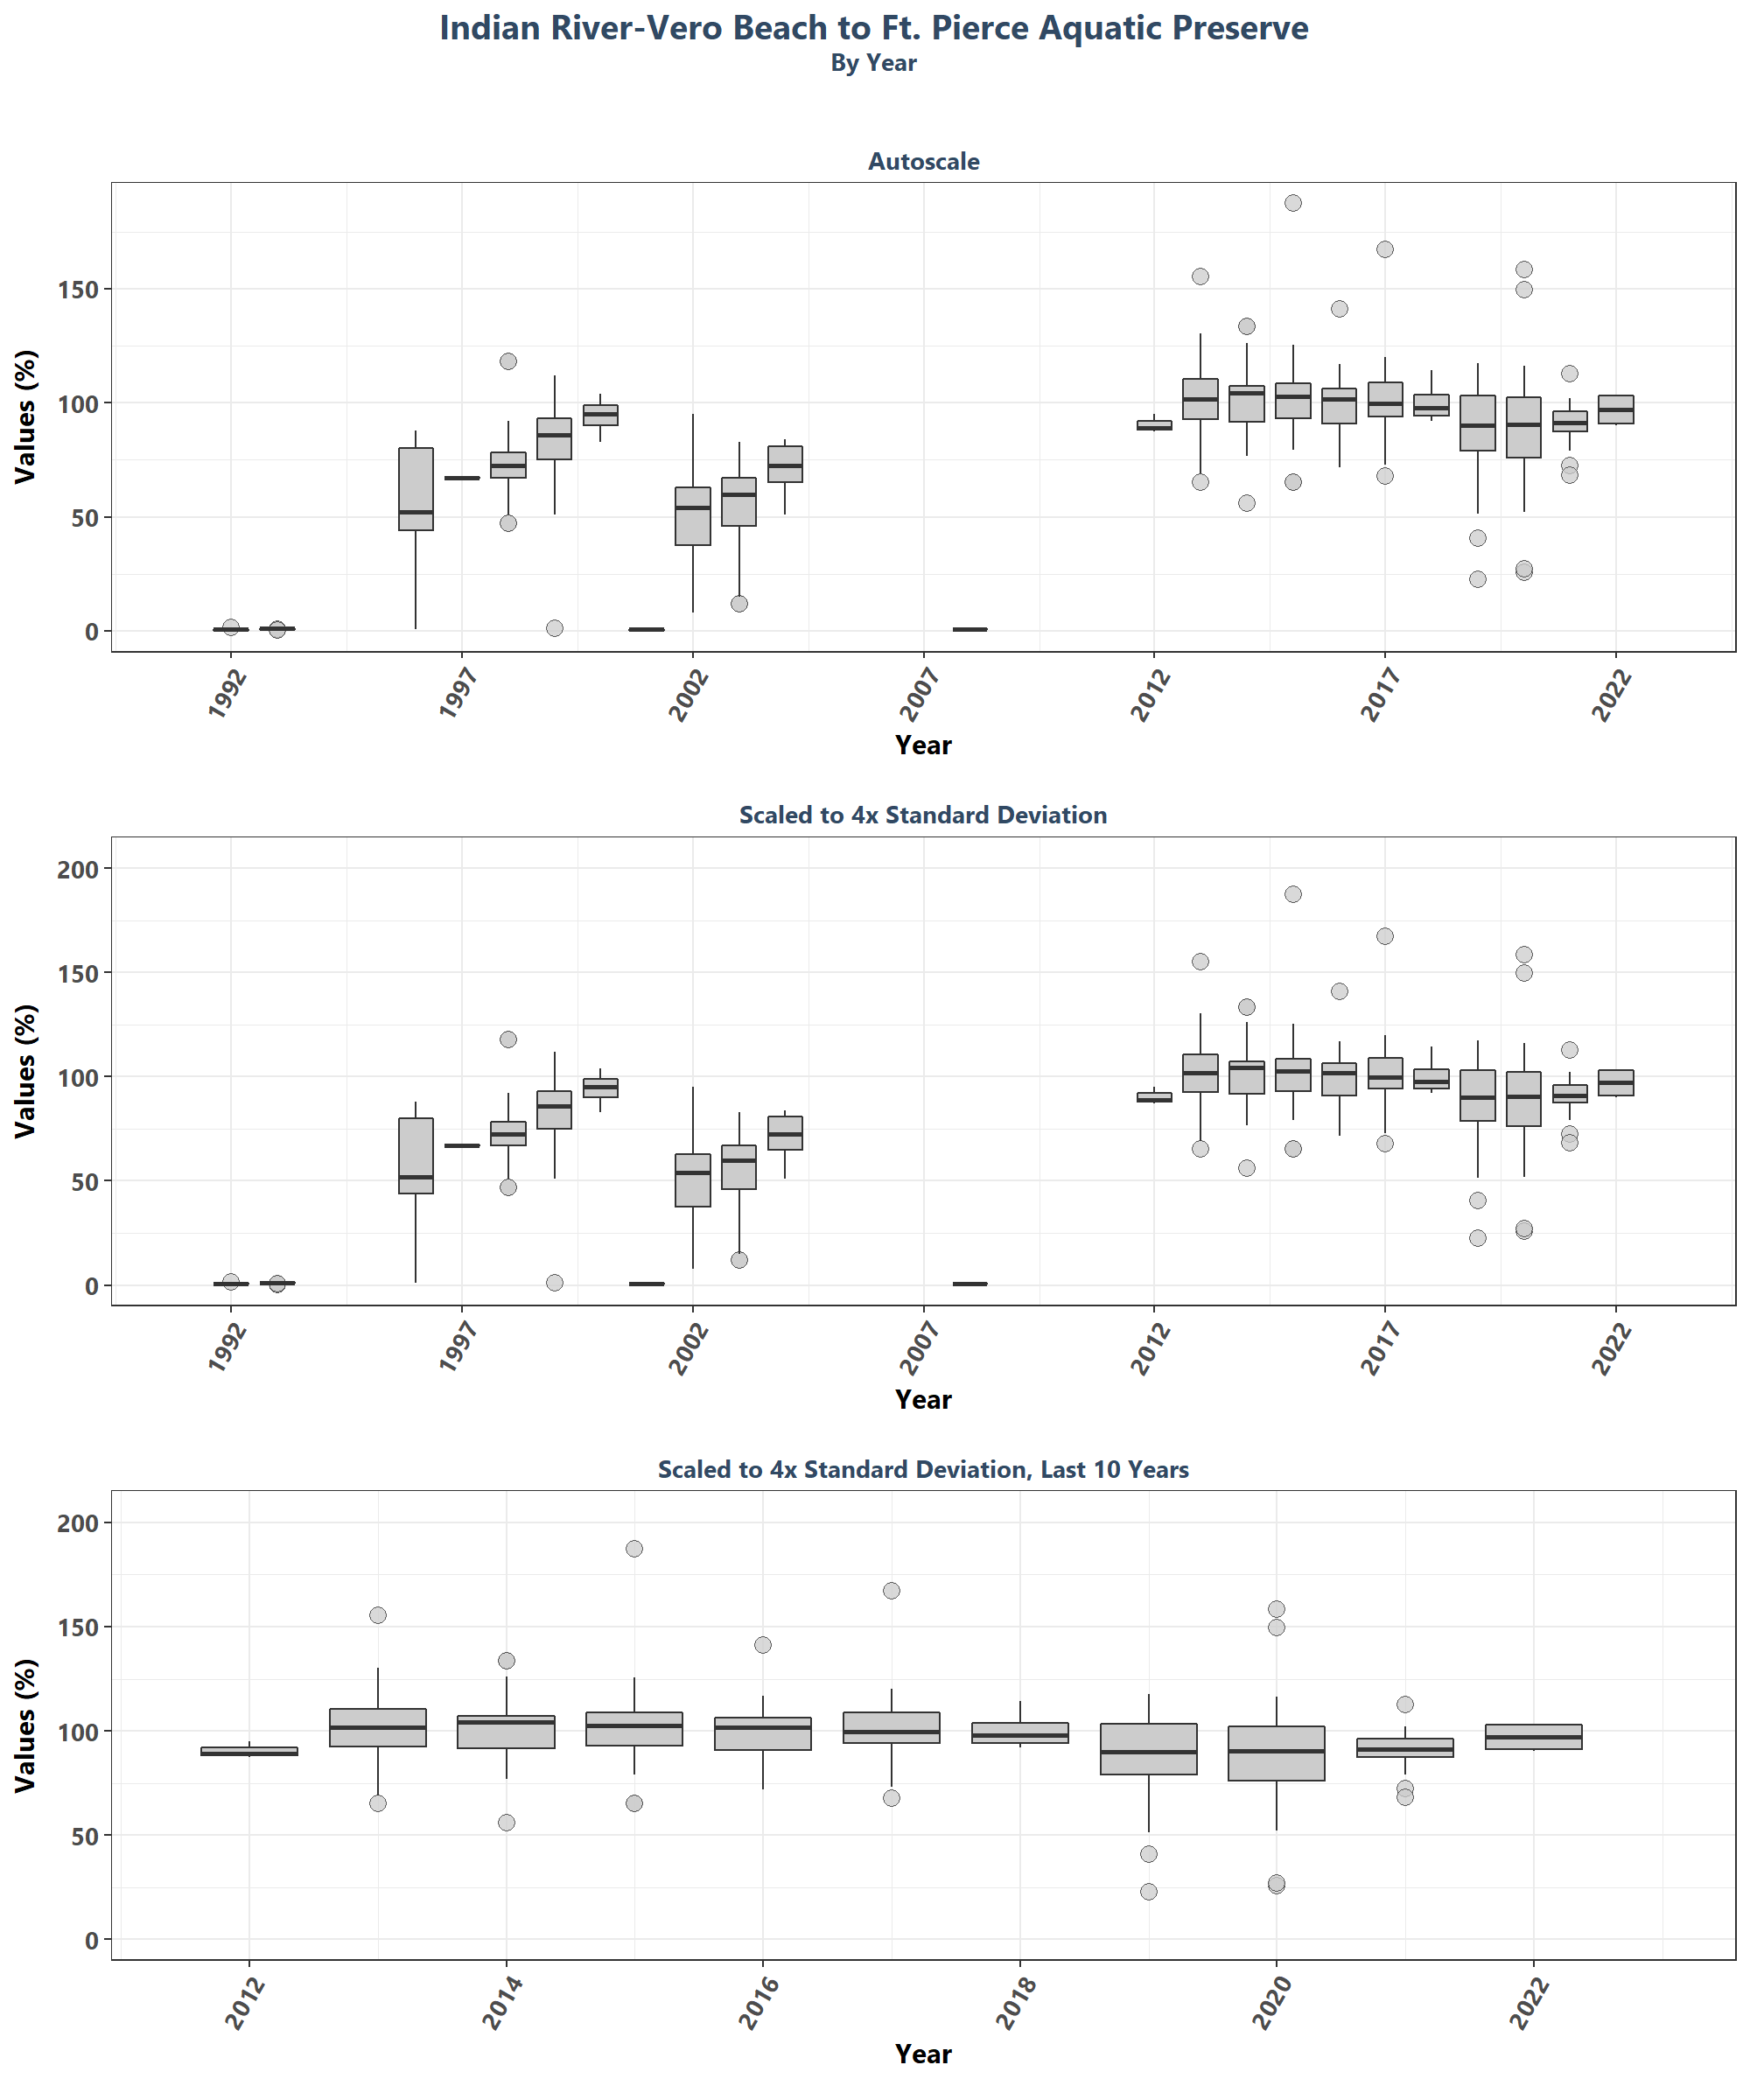 Indian River-Vero Beach to Ft. Pierce Aquatic Preserve
By Year
Autoscale
Values (%)
150
100
50
0
1992 1997 2002 2007 2012 2017 2022
Year
Scaled to 4x Standard Deviation
Values (%)
200
150
100
50
0
1992 1997 2002 2007 2012 2017 2022
Year
Scaled to 4x Standard Deviation, Last 10 Years
Values (%)
200
150
100
50
0
2012 2014 2016 2018 2020 2022
Year